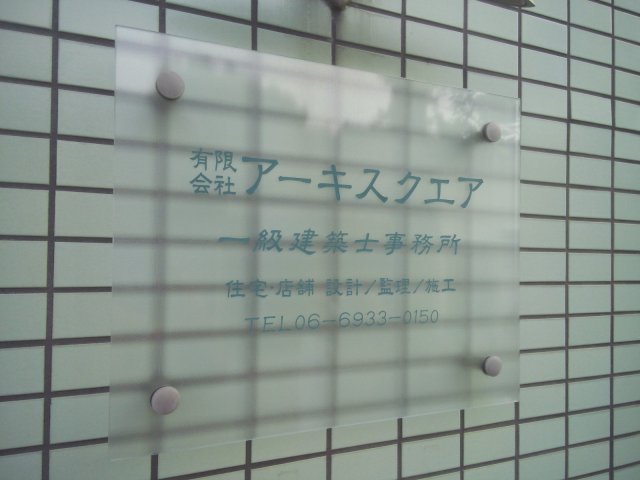 有限会社 アーキスクエア
一級建築士事務所
住宅・店舗 設計/監理/施工
TEL06-6933-0150